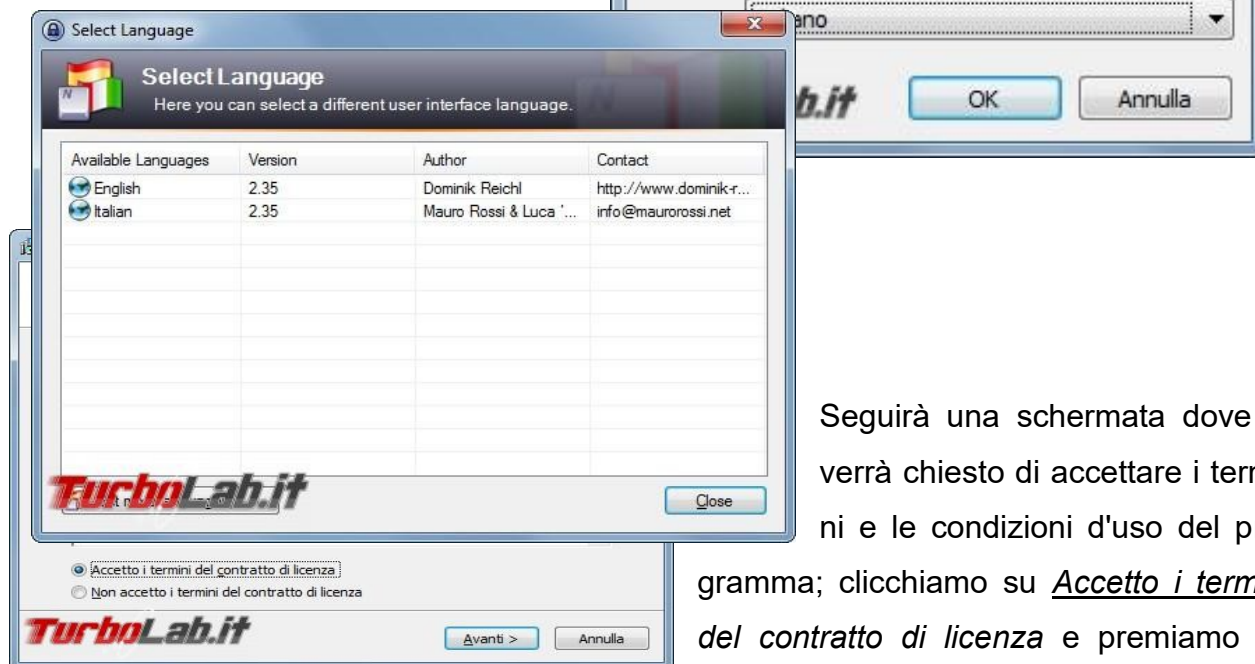 ano
b.it
OK Annulla
Select Language
Select Language
Here you can select a different user interface language.
Available Languages Version Author Contact
English 2.35 Dominik Reichl http://www.dominik-r...
Italian 2.35 Mauro Rossi & Luca '... info@maurorossi.net
TurboLab.it
Close
Accetto i termini del contratto di licenza
Non accetto i termini del contratto di licenza
TurboLab.it
Avanti > Annulla
Seguirà una schermata dove
verrà chiesto di accettare i term
ni e le condizioni d'uso del p
gramma; clicchiamo su Accetto i term
del contratto di licenza e premiamo